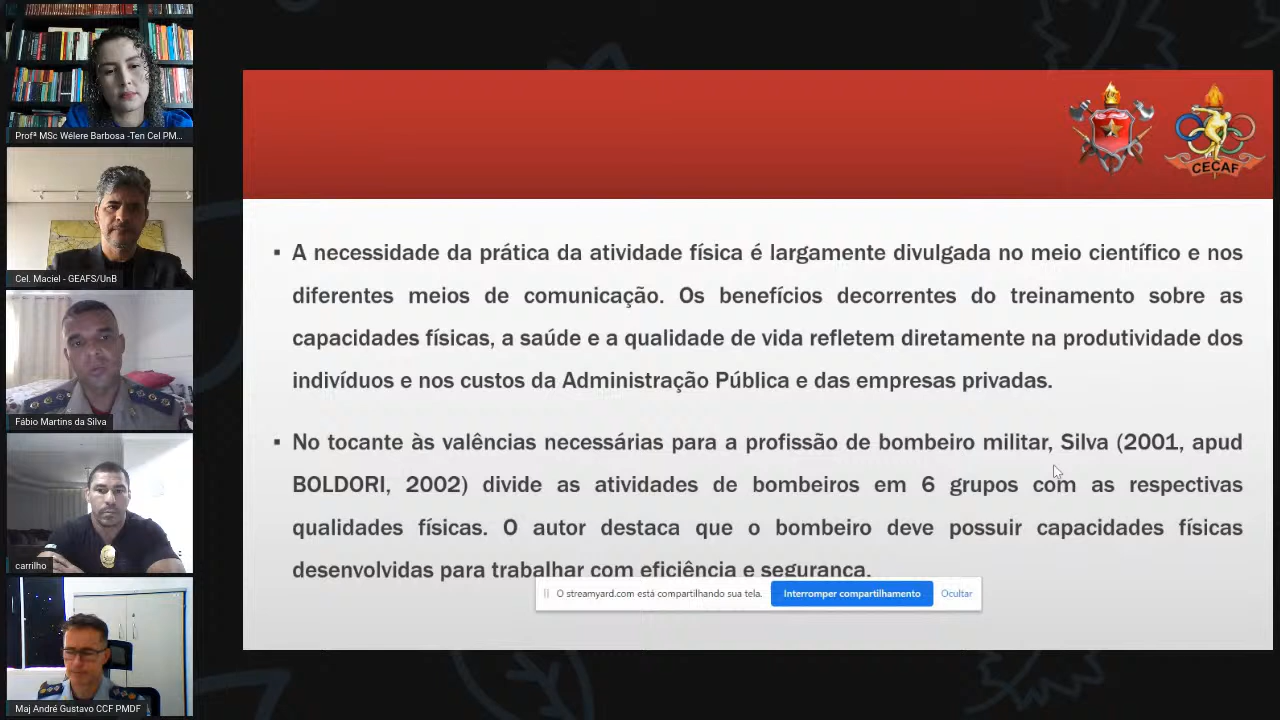 Profª MSc Wélere Barbosa -Ten Cel PM...
Cel. Maciel - GEAFS/UnB
Fábio Martins da Silva
carrilho
Maj André Gustavo CCF PMDF
CECAF
▪ A necessidade da prática da atividade física é largamente divulgada no meio científico e nos
diferentes meios de comunicação. Os benefícios decorrentes do treinamento sobre as
capacidades físicas, a saúde e a qualidade de vida refletem diretamente na produtividade dos
indivíduos e nos custos da Administração Pública e das empresas privadas.
▪ No tocante às valências necessárias para a profissão de bombeiro militar, Silva (2001, apud
BOLDORI, 2002) divide as atividades de bombeiros em 6 grupos com as respectivas
qualidades físicas. O autor destaca que o bombeiro deve possuir capacidades físicas
desenvolvidas para trabalhar com eficiência e segurança.
O streamyard.com está compartilhando sua tela. Interromper compartilhamento Ocultar